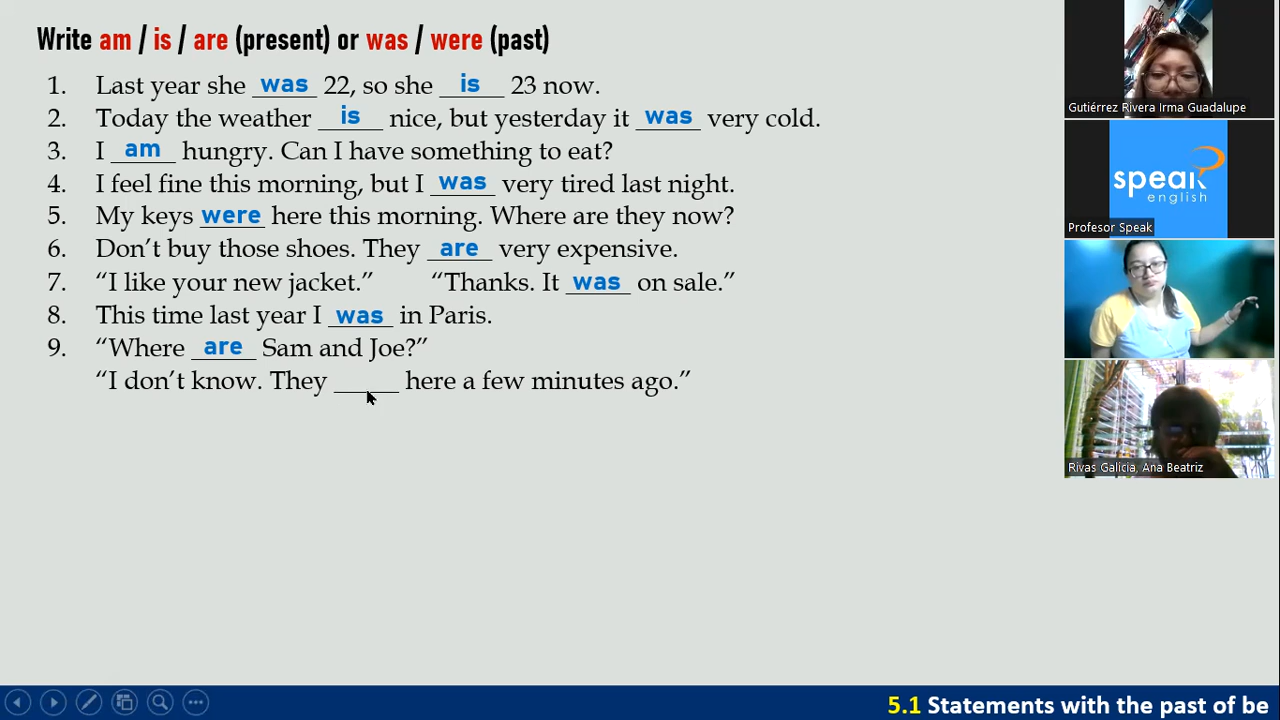 Write am / is / are (present) or was / were (past)
1. Last year she was 22, so she is 23 now.
2. Today the weather is nice, but yesterday it was very cold.
3. I am hungry. Can I have something to eat?
4. I feel fine this morning, but I was very tired last night.
5. My keys were here this morning. Where are they now?
6. Don’t buy those shoes. They are very expensive.
7. “I like your new jacket.” “Thanks. It was on sale.”
8. This time last year I was in Paris.
9. “Where are Sam and Joe?”
“I don’t know. They _____ here a few minutes ago.”
Gutiérrez Rivera Irma Guadalupe
speak
english
Profesor Speak
Rivas Galicia, Ana Beatriz
5.1 Statements with the past of be